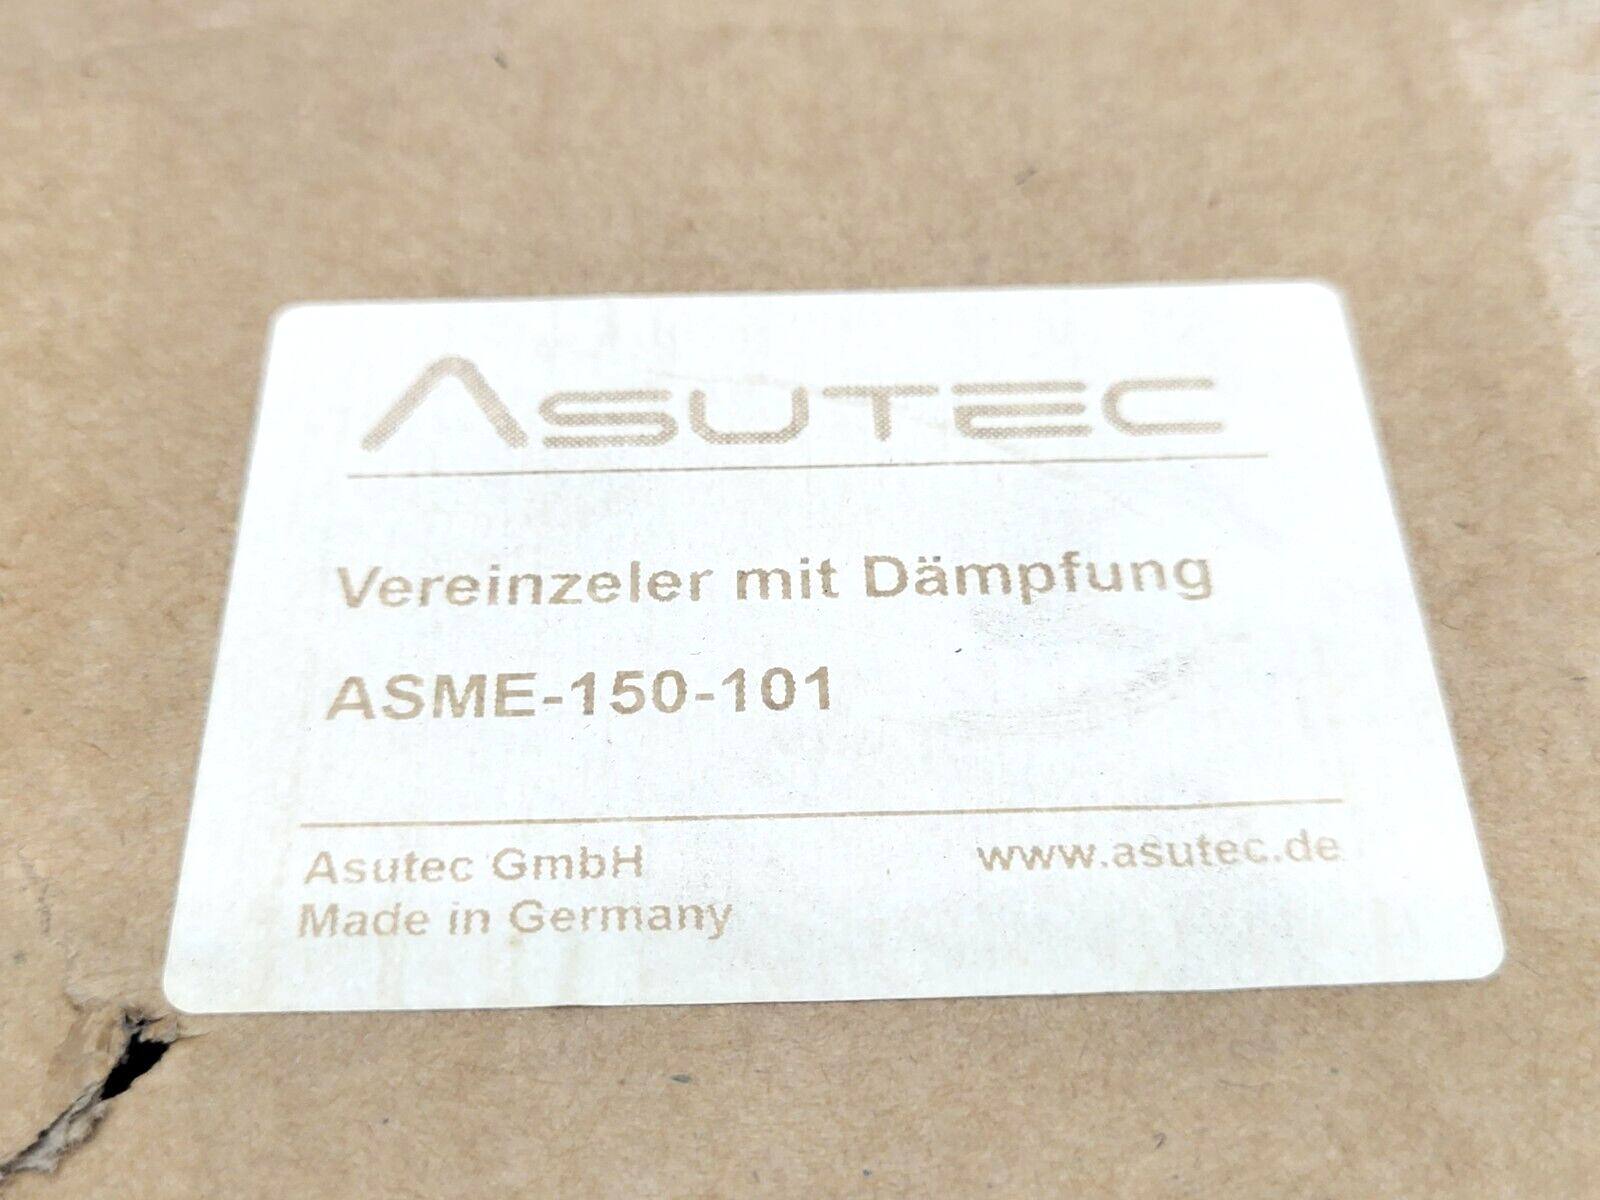 ASUTEC
Vereinzeler mit Dämpfung
ASME-150-101
Asutec GmbH
www.asutec.de
Made in Germany